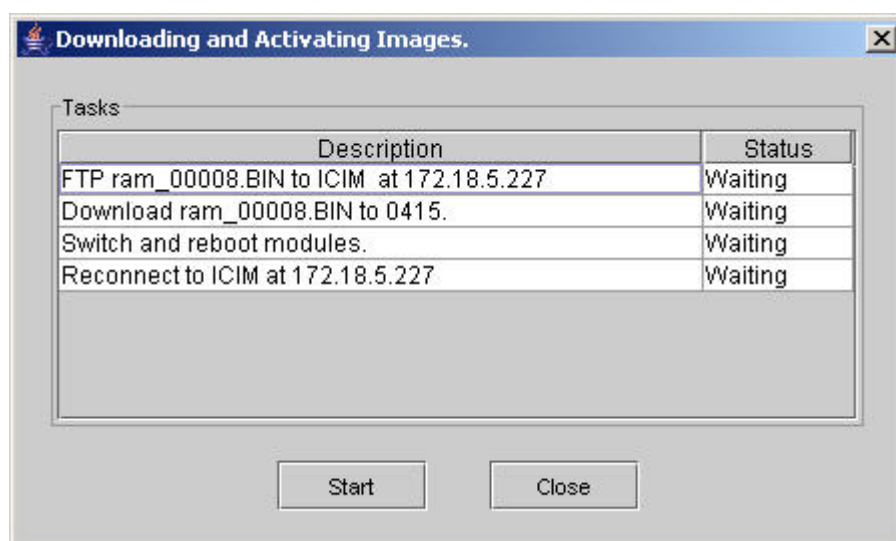 Downloading and Activating Images.
Tasks
Description Status
FTP ram_00008.BIN to ICIM at 172.18.5.227 Waiting
Download ram_00008.BIN to 0415. Waiting
Switch and reboot modules. Waiting
Reconnect to ICIM at 172.18.5.227 Waiting
Start Close